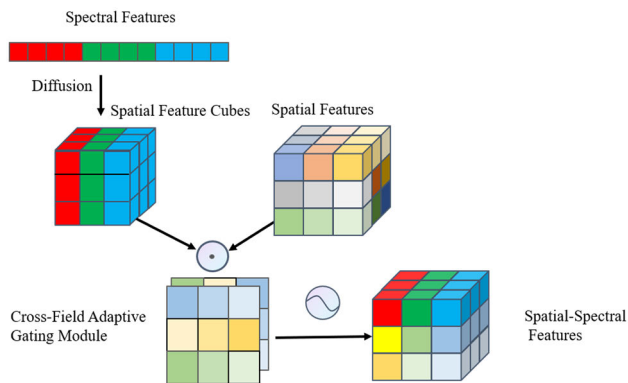 Spectral Features
Diffusion
Spatial Feature Cubes
Spatial Features
Cross-Field Adaptive
Gating Module
Spatial-Spectral
Features